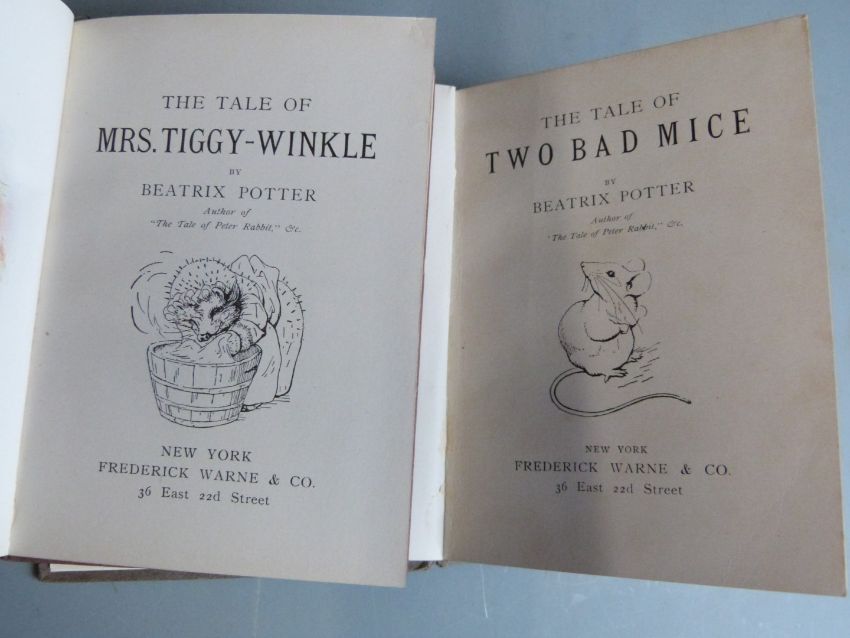 THE TALE OF
MRS. TIGGY-WINKLE
BY
BEATRIX POTTER
Author of
"The Tale of Peter Rabbit," &c.
NEW YORK
FREDERICK WARNE & CO.
36 East 22d Street
THE TALE OF
TWO BAD MICE
BY
BEATRIX POTTER
Author of
'The Tale of Peter Rabbit,' &c.
NEW YORK
FREDERICK WARNE & CO.
36 East 22d Street